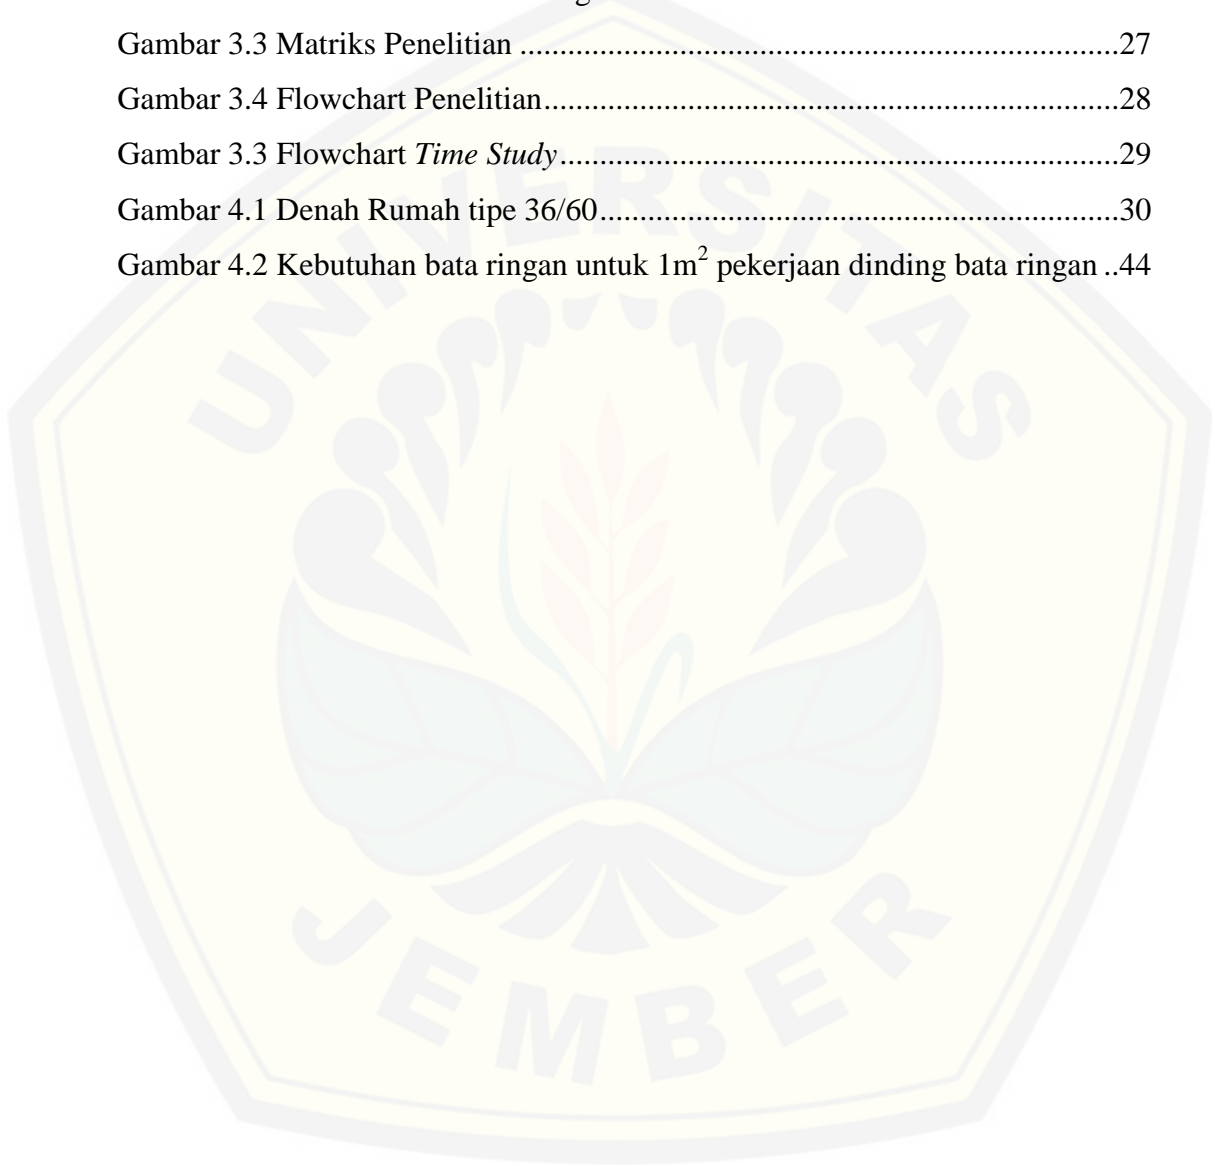 Gambar 3.3 Matriks Penelitian ............................................................................27
Gambar 3.4 Flowchart Penelitian.........................................................................28
Gambar 3.3 Flowchart Time Study.......................................................................29
Gambar 4.1 Denah Rumah tipe 36/60..................................................................30
Gambar 4.2 Kebutuhan bata ringan untuk 1m² pekerjaan dinding bata ringan ..44
UNIVERSITAS
JEMBER